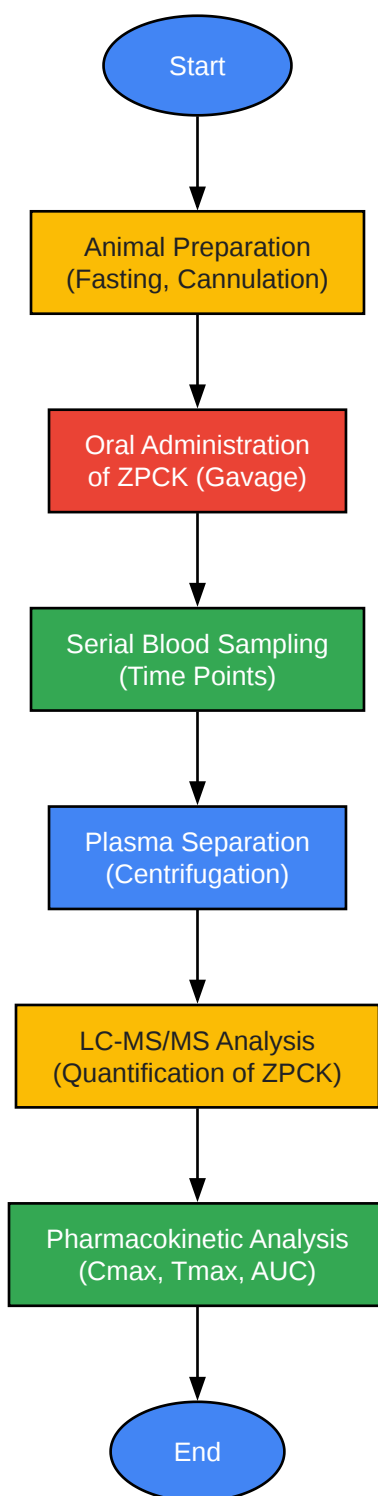 Start
Animal Preparation
(Fasting, Cannulation)
Oral Administration
of ZPCK (Gavage)
Serial Blood Sampling
(Time Points)
Plasma Separation
(Centrifugation)
LC-MS/MS Analysis
(Quantification of ZPCK)
Pharmacokinetic Analysis
(Cmax, Tmax, AUC)
End